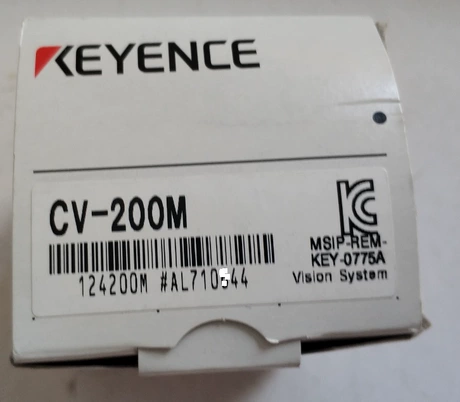 KEYENCE
CV-200M
124200M
MSIP-REM-
KEY-0775A
Vision System